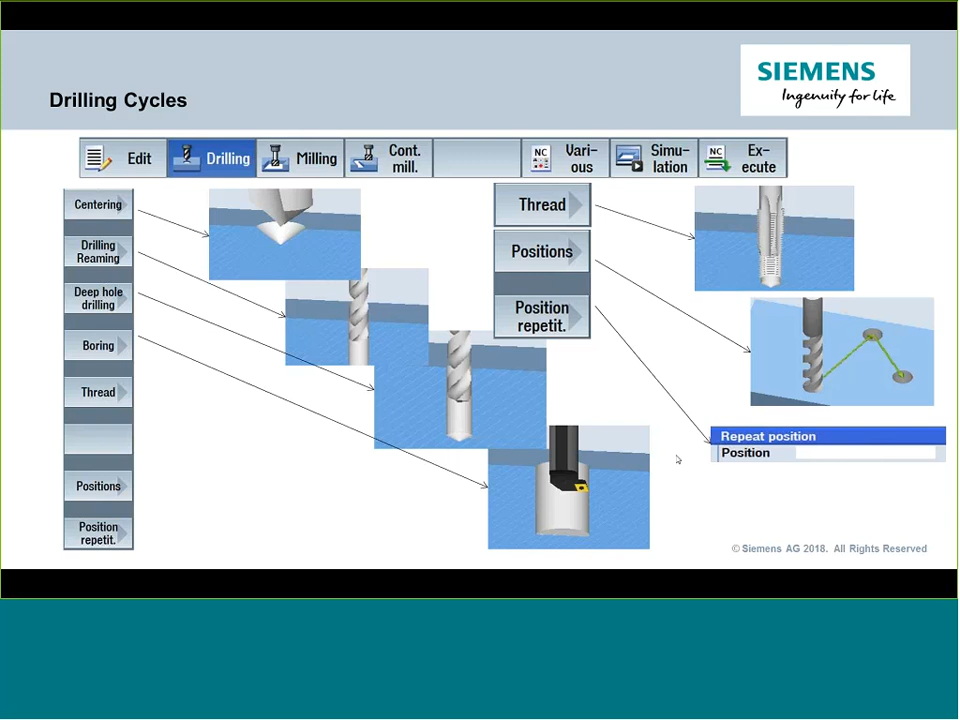 SIEMENS
Ingenuity for life
Drilling Cycles
Edit
Drilling
Milling
Cont.
mill.
NC
Vari-
ous
Simu-
lation
NC
Ex-
ecute
Centering
Drilling
Reaming
Deep hole
drilling
Boring
Thread
Positions
Position
repetit.
Thread
Positions
Position
repetit.
Repeat position
Position
© Siemens AG 2018. All Rights Reserved